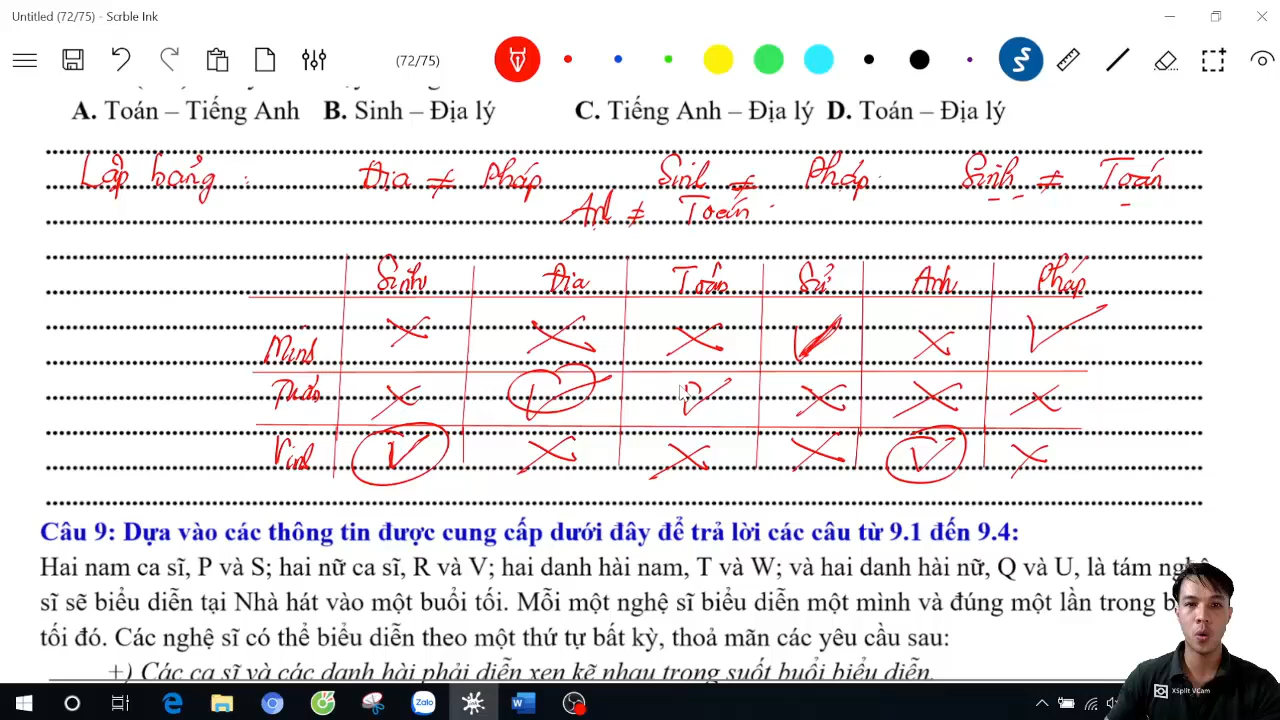 Untitled (72/75) - Scrble Ink
(72/75)
A. Toán – Tiếng Anh B. Sinh – Địa lý C. Tiếng Anh – Địa lý D. Toán – Địa lý
Lập bảng : Địa ≠ Pháp Sinh ≠ Pháp Sinh ≠ Toán
Anh ≠ Toán
Sinh Địa Toán Sử Anh Pháp
Minh
Tuấn
Vinh
Câu 9: Dựa vào các thông tin được cung cấp dưới đây để trả lời các câu từ 9.1 đến 9.4:
Hai nam ca sĩ, P và S; hai nữ ca sĩ, R và V; hai danh hài nam, T và W; và hai danh hài nữ, Q và U, là tám
sĩ sẽ biểu diễn tại Nhà hát vào một buổi tối. Mỗi một nghệ sĩ biểu diễn một mình và đúng một lần trong
tối đó. Các nghệ sĩ có thể biểu diễn theo một thứ tự bất kỳ, thoả mãn các yêu cầu sau:
+) Các ca sĩ và các danh hài phải diễn xen kẽ nhau trong suốt buổi biểu diễn.
Zalo
XSplit VCam